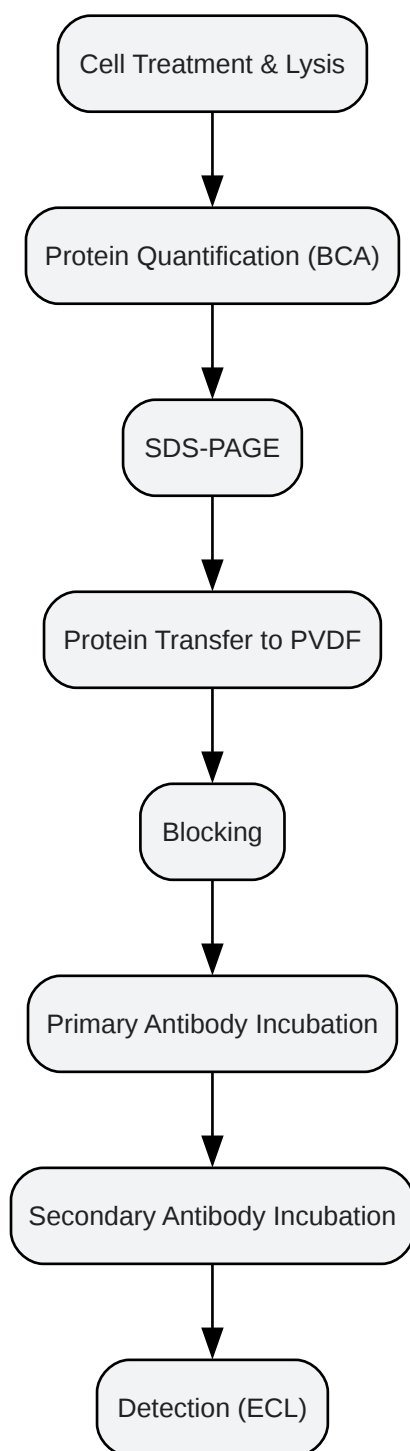 Cell Treatment & Lysis
Protein Quantification (BCA)
SDS-PAGE
Protein Transfer to PVDF
Blocking
Primary Antibody Incubation
Secondary Antibody Incubation
Detection (ECL)